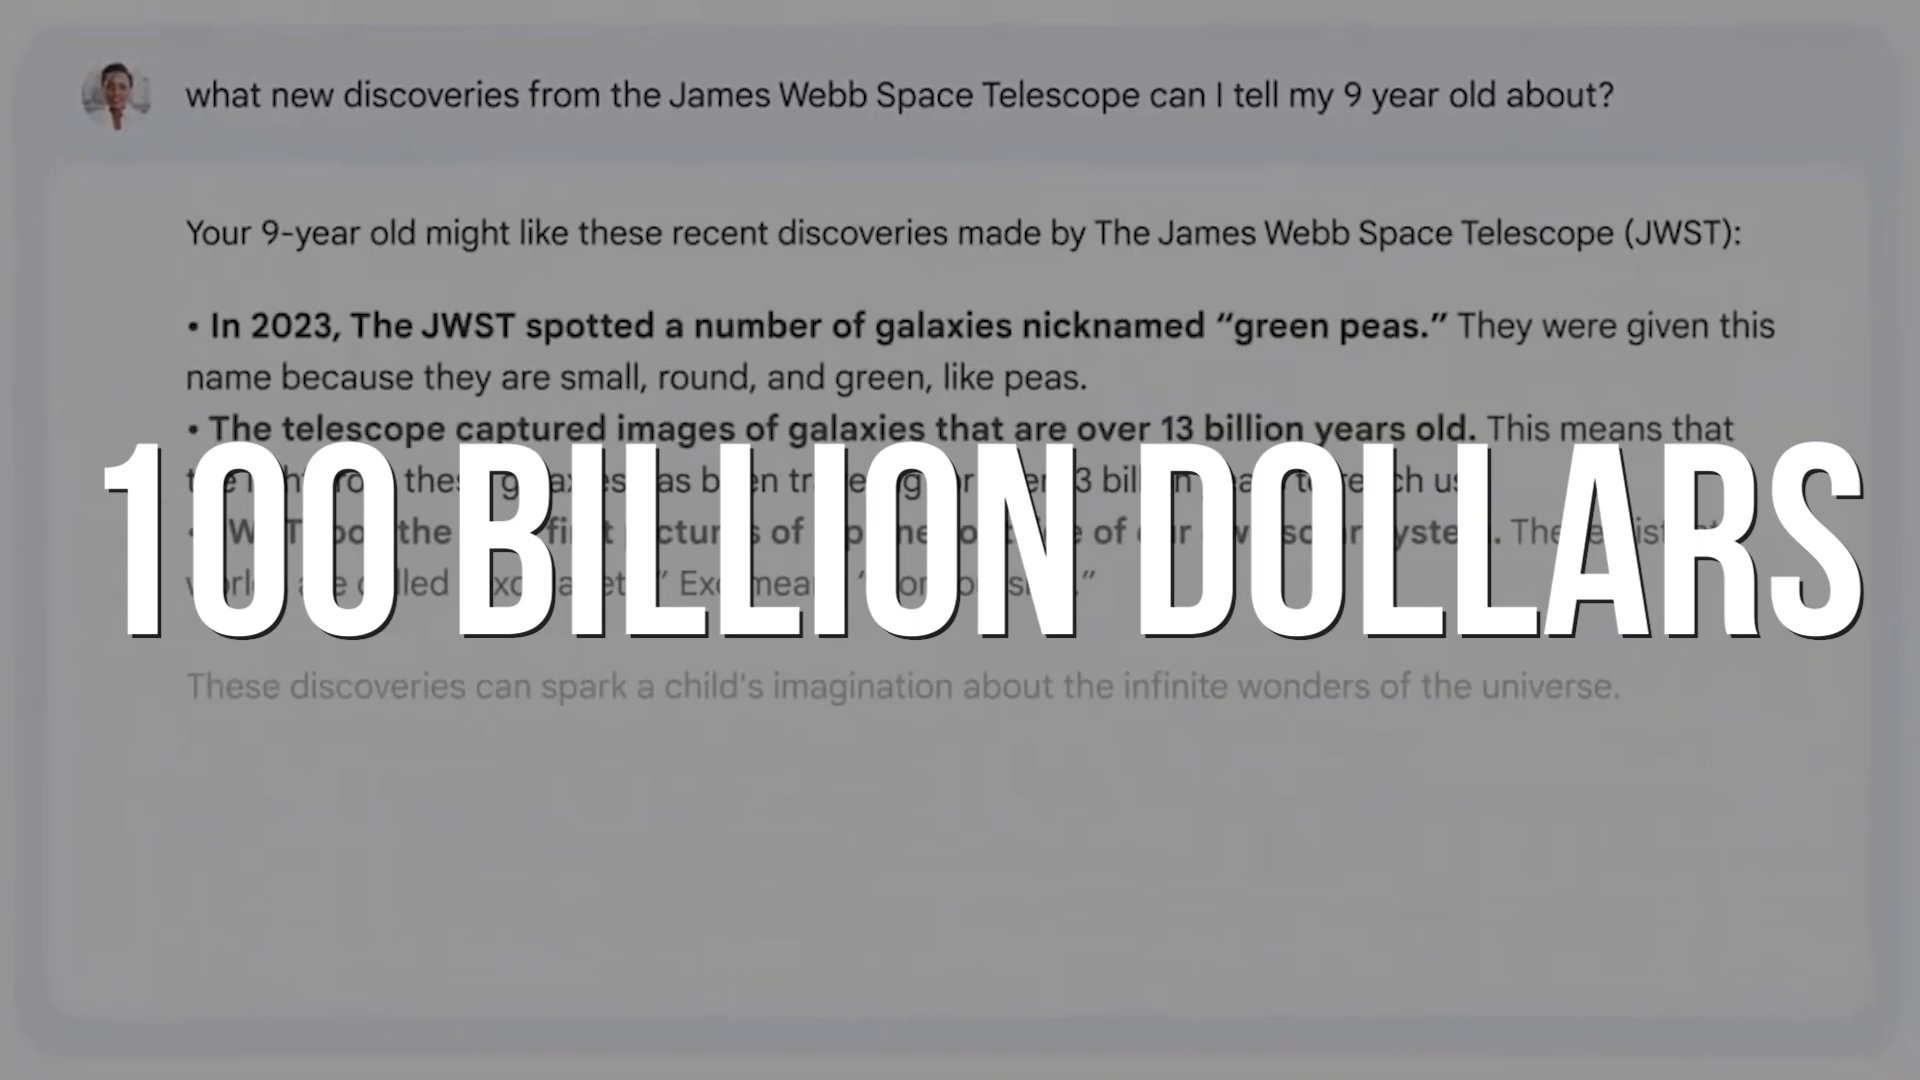 what new discoveries from the James Webb Space Telescope can I tell my 9 year old about?
Your 9-year old might like these recent discoveries made by The James Webb Space Telescope (JWST):
• In 2023, The JWST spotted a number of galaxies nicknamed “green peas.” They were given this
name because they are small, round, and green, like peas.
• The telescope captured images of galaxies that are over 13 billion years old. This means that
100 BILLION DOLLARS
These discoveries can spark a child's imagination about the infinite wonders of the universe.